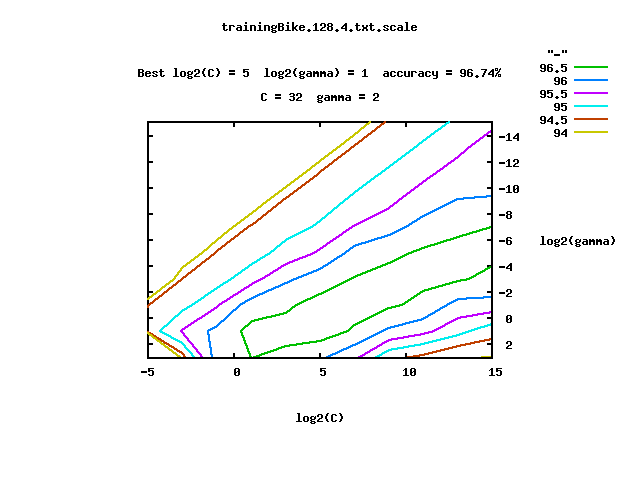 trainingBike.128.4.txt.scale
"-"
Best log2(C) = 5  log2(gamma) = 1  accuracy = 96.74%
C = 32  gamma = 2
96.5
96
95.5
95
94.5
94
-14
-12
-10
-8
-6
-4
-2
0
2
log2(gamma)
-5 0 5 10 15
log2(C)